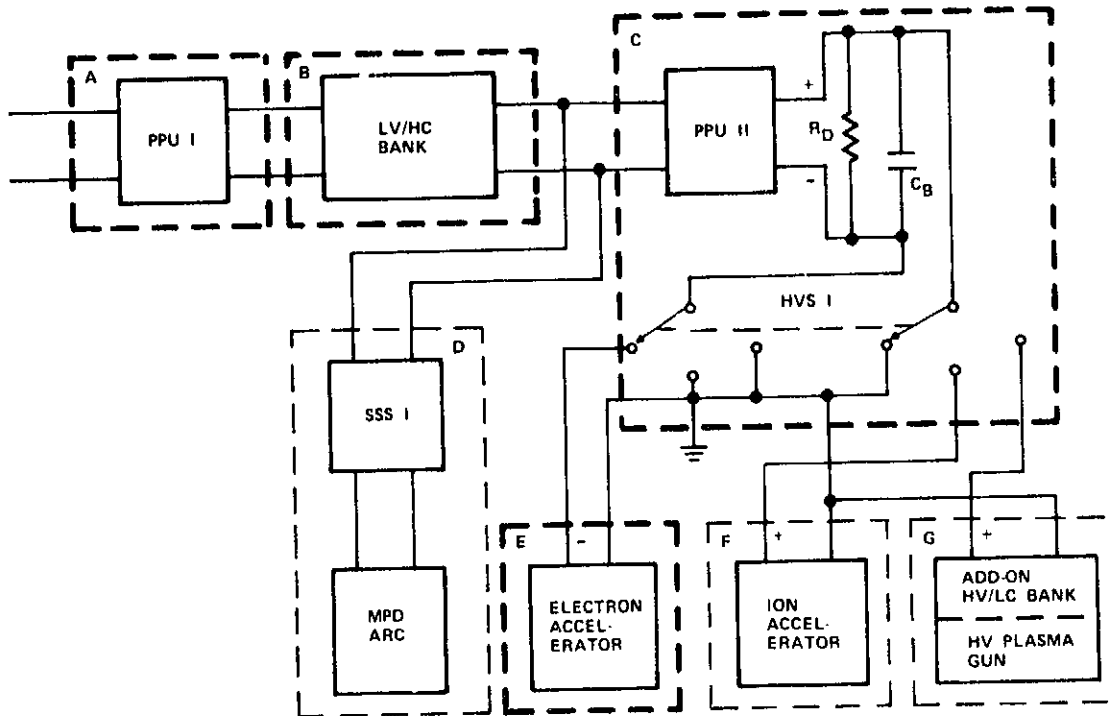 A
PPU I
B
LV/HC
BANK
C
PPU II
+
-
R_D
C_B
HVS I
D
SSS I
MPD
ARC
E
-
ELECTRON
ACCEL-
ERATOR
F
+
ION
ACCEL-
ERATOR
G
+
ADD-ON
HV/LC BANK
HV PLASMA
GUN